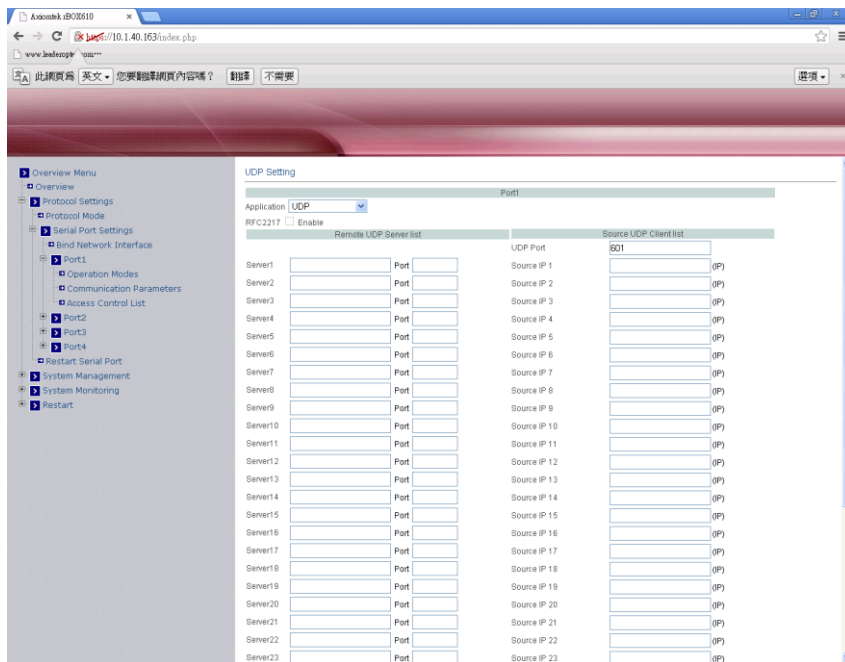 Axiomtek rBOX610
https://10.1.40.163/index.php
此網頁為 英文 您要翻譯網頁內容嗎？ 翻譯 不需要 選項
Overview Menu
Overview
Protocol Settings
Protocol Mode
Serial Port Settings
Bind Network Interface
Port1
Operation Modes
Communication Parameters
Access Control List
Port2
Port3
Port4
Restart Serial Port
System Management
System Monitoring
Restart
UDP Setting
Port1
Application UDP
RFC2217 Enable
Remote UDP Server list
Source UDP Client list
UDP Port 601
Server1 Port Source IP 1 (IP)
Server2 Port Source IP 2 (IP)
Server3 Port Source IP 3 (IP)
Server4 Port Source IP 4 (IP)
Server5 Port Source IP 5 (IP)
Server6 Port Source IP 6 (IP)
Server7 Port Source IP 7 (IP)
Server8 Port Source IP 8 (IP)
Server9 Port Source IP 9 (IP)
Server10 Port Source IP 10 (IP)
Server11 Port Source IP 11 (IP)
Server12 Port Source IP 12 (IP)
Server13 Port Source IP 13 (IP)
Server14 Port Source IP 14 (IP)
Server15 Port Source IP 15 (IP)
Server16 Port Source IP 16 (IP)
Server17 Port Source IP 17 (IP)
Server18 Port Source IP 18 (IP)
Server19 Port Source IP 19 (IP)
Server20 Port Source IP 20 (IP)
Server21 Port Source IP 21 (IP)
Server22 Port Source IP 22 (IP)
Server23 Port Source IP 23 (IP)